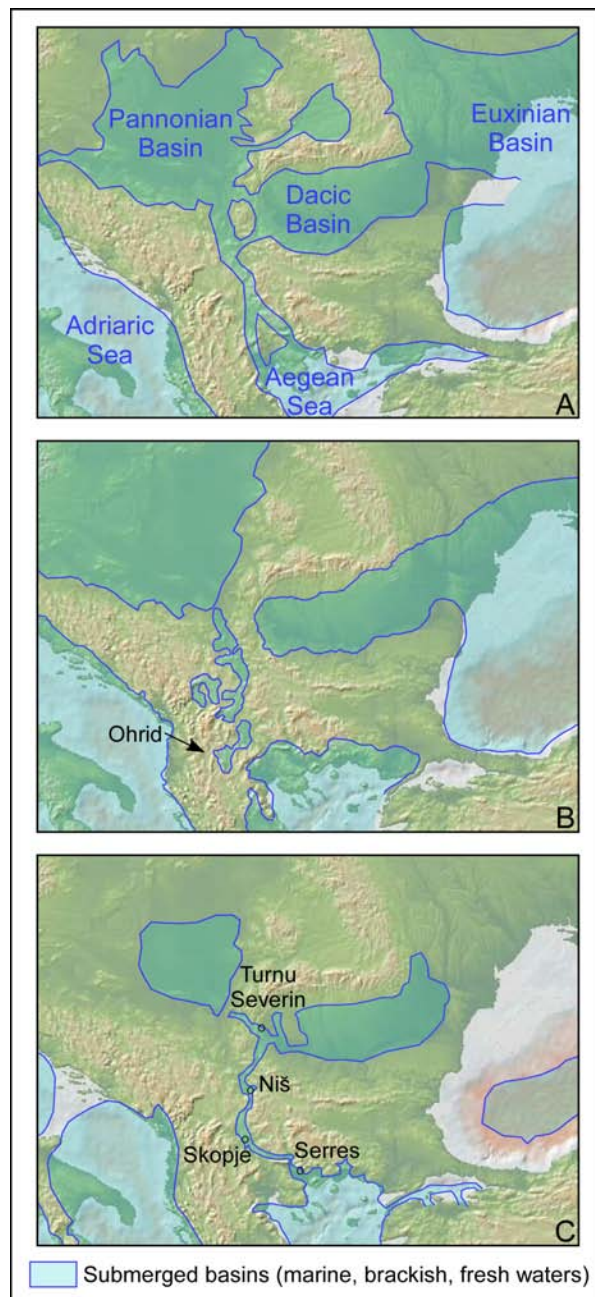 Pannonian
Basin
Euxinian
Basin
Dacic
Basin
Adriaric
Sea
Aegean
Sea
A
Ohrid
B
Turnu
Severin
Niš
Skopje
Serres
C
Submerged basins (marine, brackish, fresh waters)